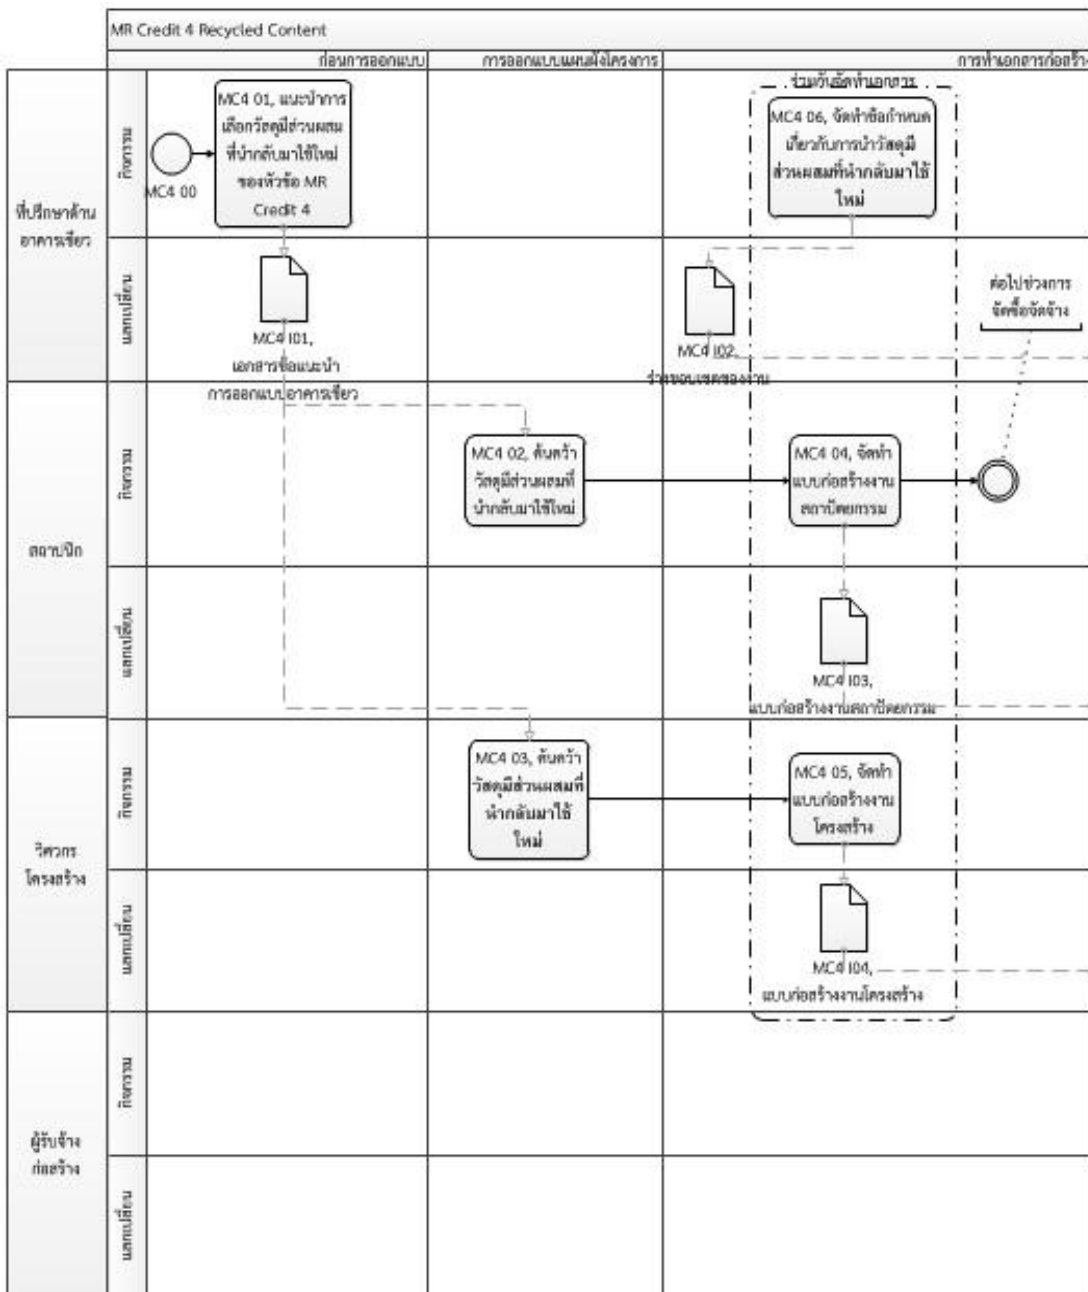 MR Credit 4 Recycled Content
ก่อนการออกแบบ
การออกแบบแผนผังโครงการ
การทำเอกสารก่อสร้าง
ที่ปรึกษาด้าน
อาคารเขียว
กิจกรรม
MC4 00
MC4 01, แนะนำการ
เลือกวัสดุมีส่วนผสม
ที่นำกลับมาใช้ใหม่
ของหัวข้อ MR
Credit 4
ร่วมกันจัดทำเอกสาร
MC4 06, จัดทำข้อกำหนด
เกี่ยวกับการนำวัสดุมี
ส่วนผสมที่นำกลับมาใช้
ใหม่
แลกเปลี่ยน
MC4 I01,
เอกสารข้อแนะนำ
การออกแบบอาคารเขียว
MC4 I02,
ร่างขอบเขตของงาน
ต่อไปช่วงการ
จัดซื้อจัดจ้าง
สถาปนิก
กิจกรรม
MC4 02, ค้นคว้า
วัสดุมีส่วนผสมที่
นำกลับมาใช้ใหม่
MC4 04, จัดทำ
แบบก่อสร้างงาน
สถาปัตยกรรม
แลกเปลี่ยน
MC4 I03,
แบบก่อสร้างงานสถาปัตยกรรม
วิศวกร
โครงสร้าง
กิจกรรม
MC4 03, ค้นคว้า
วัสดุมีส่วนผสมที่
นำกลับมาใช้
ใหม่
MC4 05, จัดทำ
แบบก่อสร้างงาน
โครงสร้าง
แลกเปลี่ยน
MC4 I04,
แบบก่อสร้างงานโครงสร้าง
ผู้รับจ้าง
ก่อสร้าง
กิจกรรม
แลกเปลี่ยน